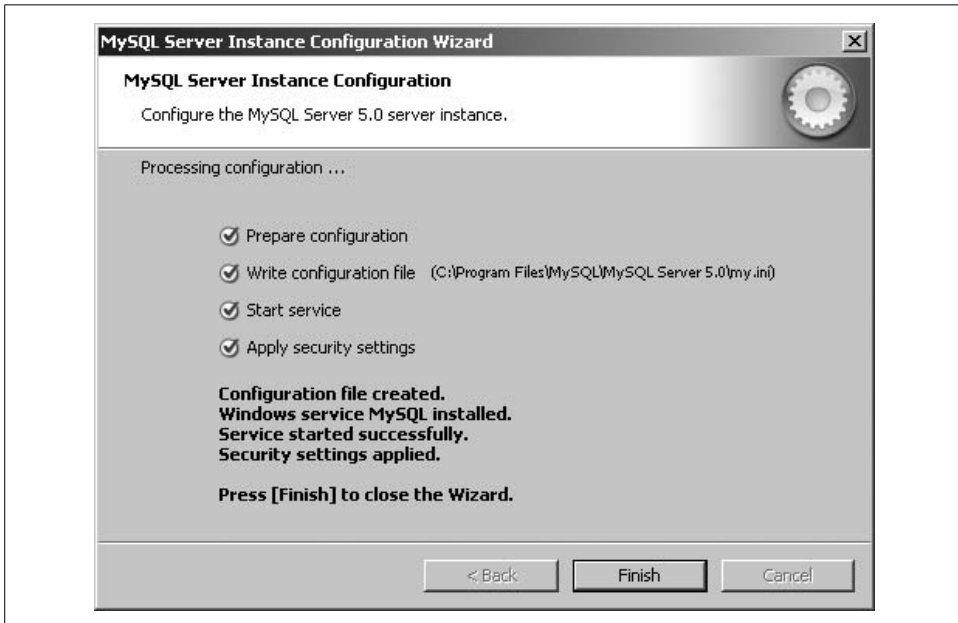 MySQL Server Instance Configuration Wizard
MySQL Server Instance Configuration
Configure the MySQL Server 5.0 server instance.
Processing configuration ...
Prepare configuration
Write configuration file (C:\Program Files\MySQL\MySQL Server 5.0\my.ini)
Start service
Apply security settings
Configuration file created.
Windows service MySQL installed.
Service started successfully.
Security settings applied.
Press [Finish] to close the Wizard.
< Back Finish Cancel